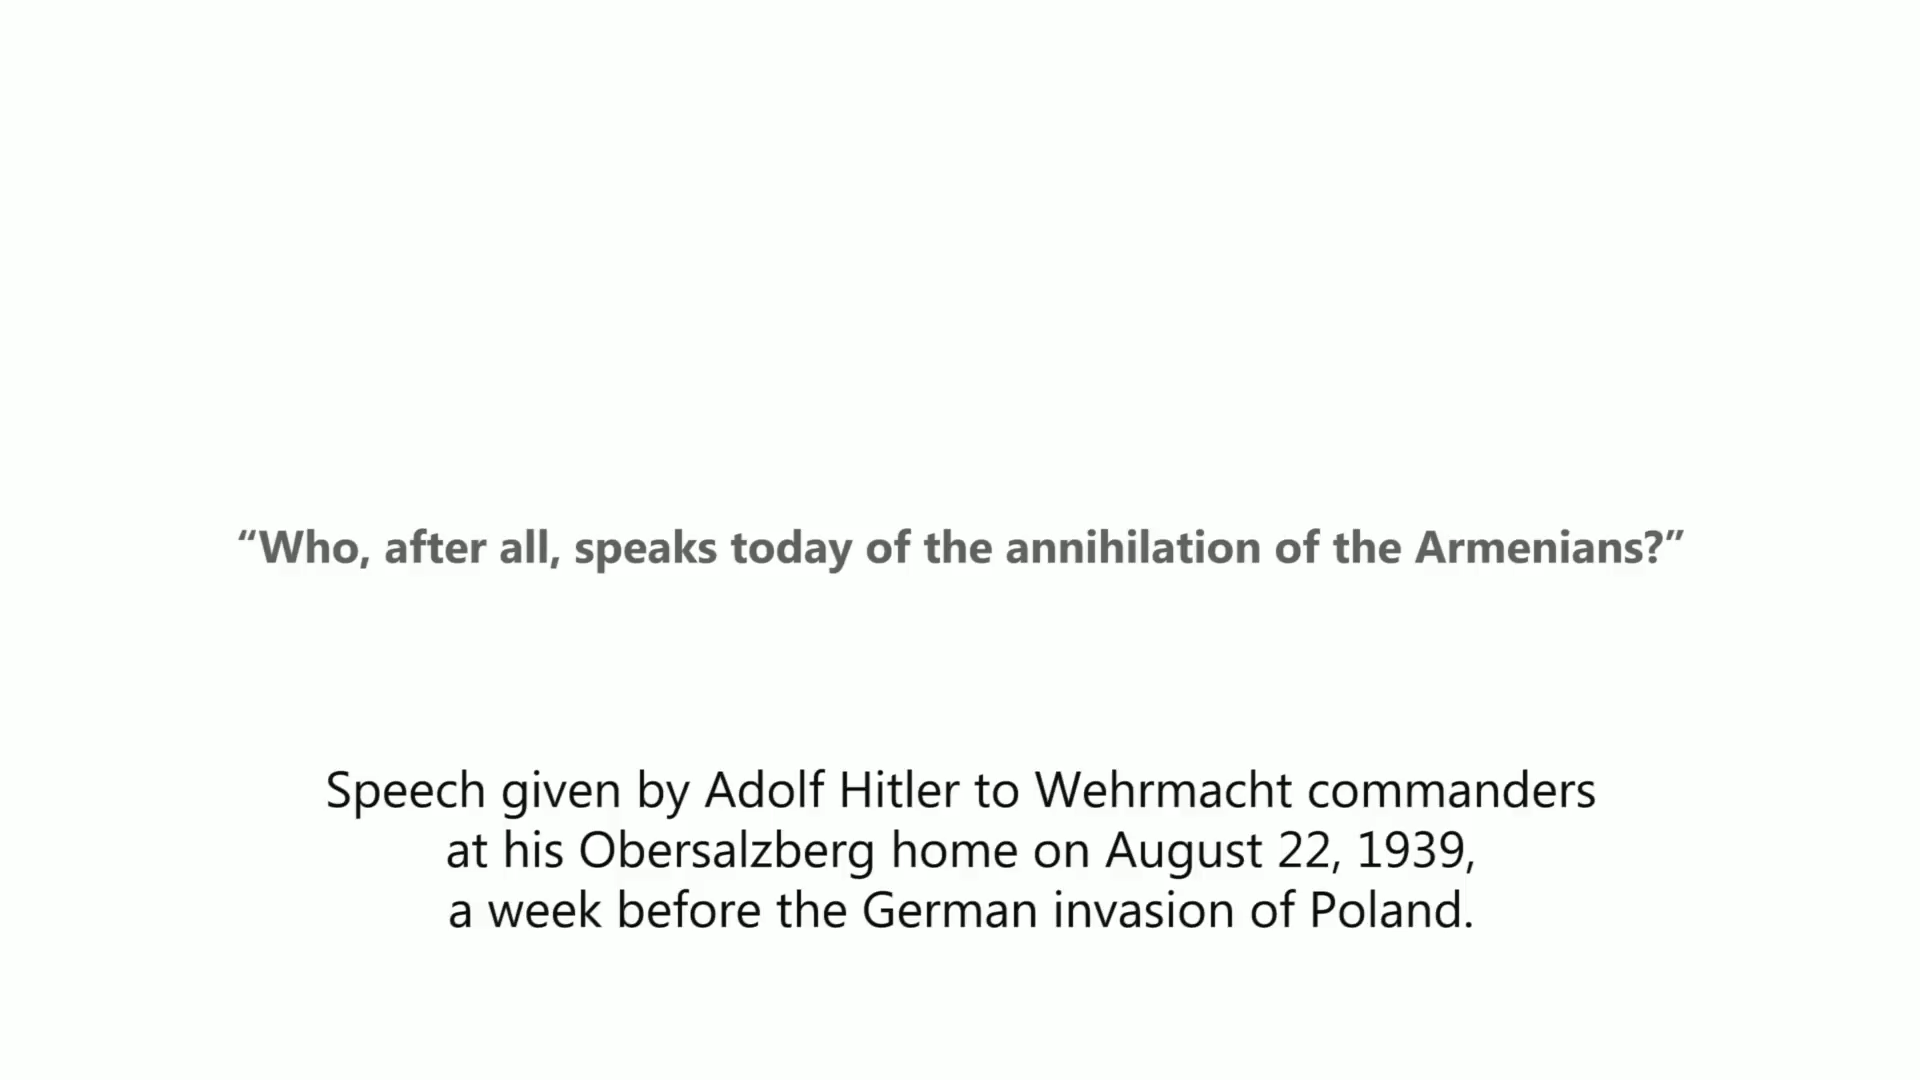 “Who, after all, speaks today of the annihilation of the Armenians?”
Speech given by Adolf Hitler to Wehrmacht commanders
at his Obersalzberg home on August 22, 1939,
a week before the German invasion of Poland.